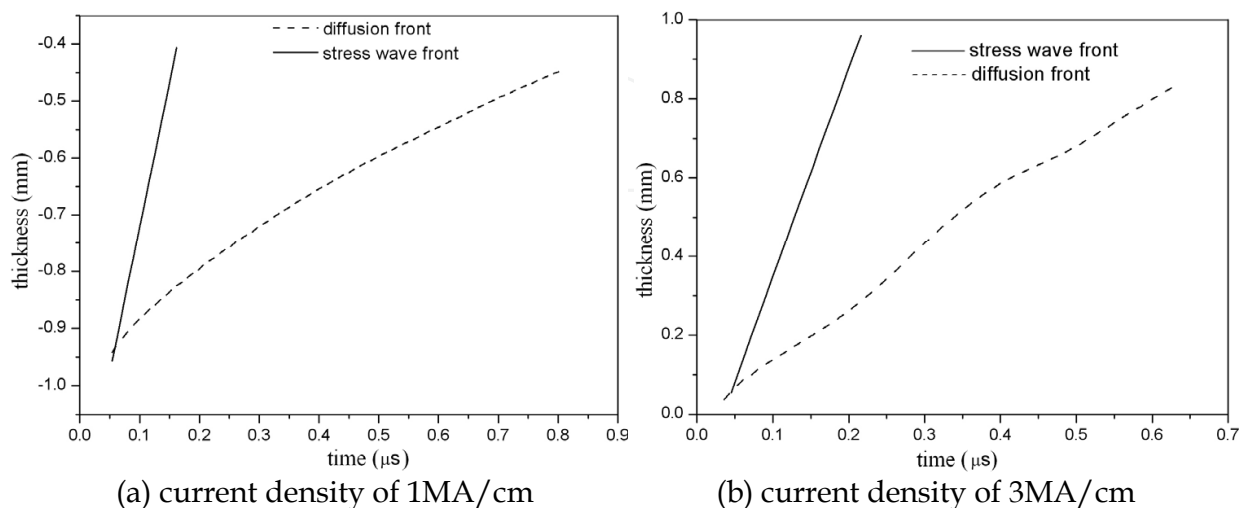 diffusion front
stress wave front
-0.4
-0.5
-0.6
-0.7
-0.8
-0.9
-1.0
thickness (mm)
0.0 0.1 0.2 0.3 0.4 0.5 0.6 0.7 0.8 0.9
time (μs)
(a) current density of 1MA/cm
stress wave front
diffusion front
1.0
0.8
0.6
0.4
0.2
0.0
thickness (mm)
0.0 0.1 0.2 0.3 0.4 0.5 0.6 0.7
time (μs)
(b) current density of 3MA/cm